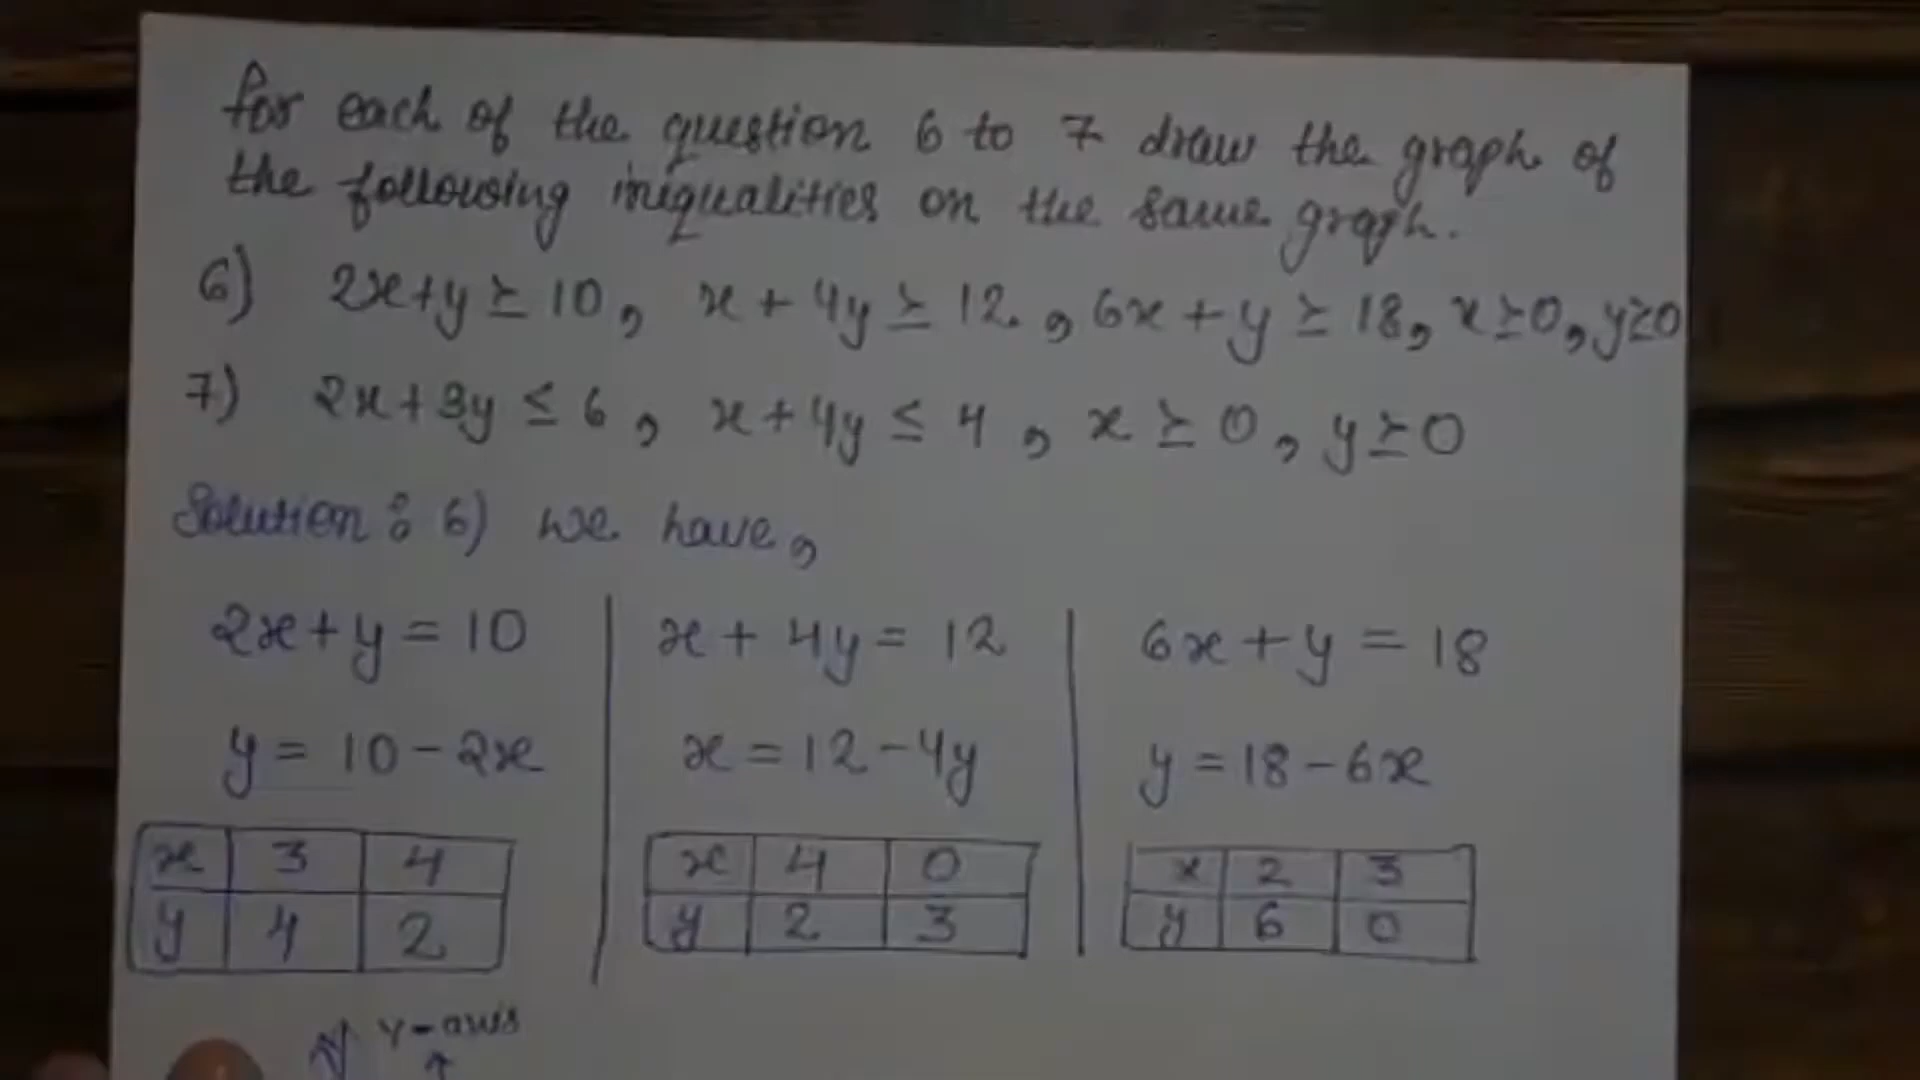 for each of the question 6 to 7 draw the graph of
the following inequalities on the same graph.
6) 2x+y ≥ 10, x + 4y ≥ 12, 6x + y ≥ 18, x≥0, y≥0
7) 2x+3y ≤ 6, x+4y ≤ 4, x ≥ 0, y≥0
Solution: 6) we have,
2x+y = 10 x + 4y = 12 6x + y = 18
y = 10 - 2x x = 12 - 4y y = 18 - 6x
x 3 4 x 4 0 x 2 3
y 4 2 y 2 3 y 6 0
Y-axis